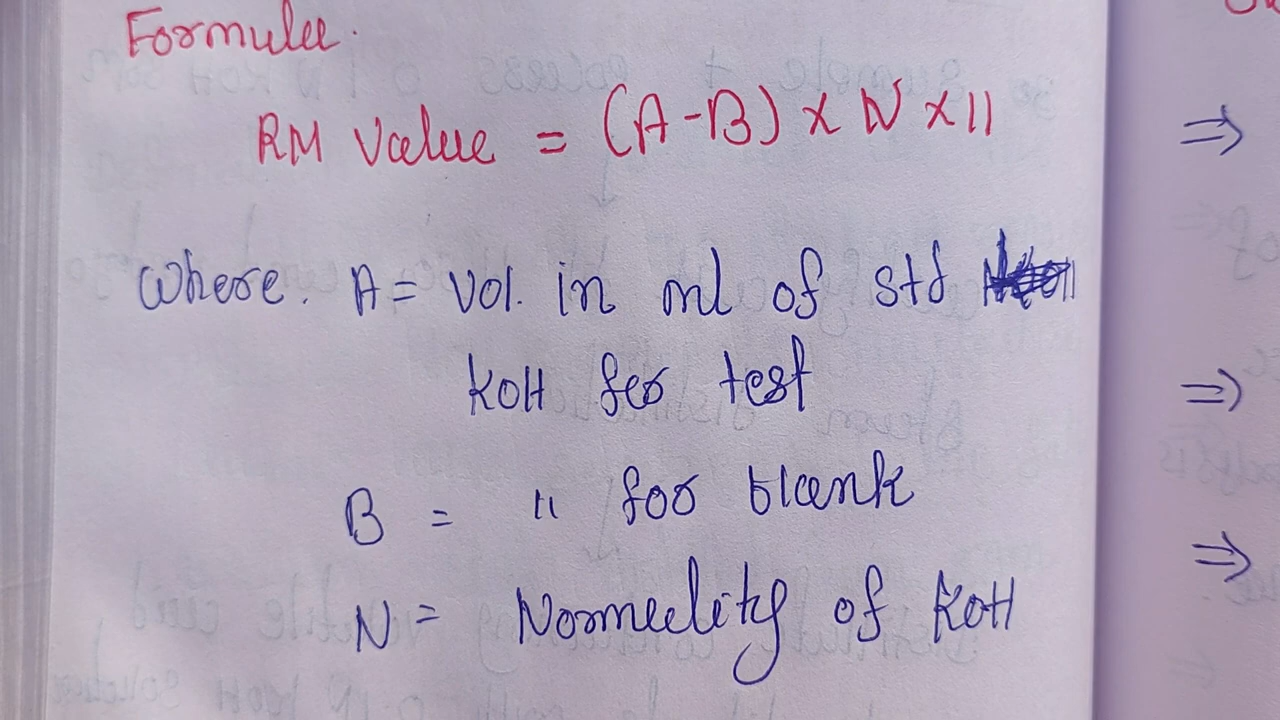 Formula.
RM Value = (A-B) x N x 11
where. A = vol. in ml of std
KOH for test
B = " for blank
N = Normality of KOH
⇒
⇒
⇒